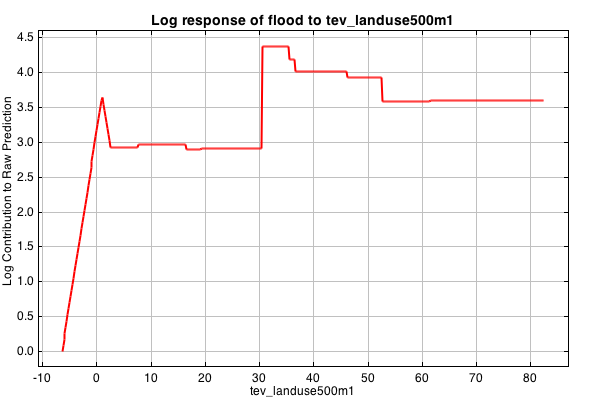 Log response of flood to tev_landuse500m1
Log Contribution to Raw Prediction
4.5
4.0
3.5
3.0
2.5
2.0
1.5
1.0
0.5
0.0
-10 0 10 20 30 40 50 60 70 80
tev_landuse500m1